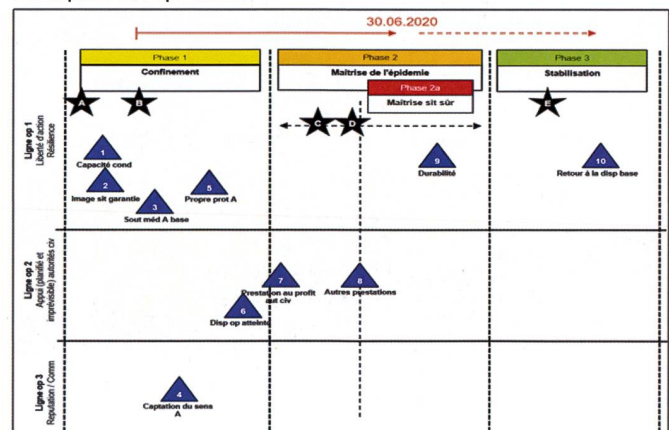 30.06.2020
Phase 1
Confinement
Phase 2
Maîtrise de l'épidemie
Phase 2a
Maîtrise sit sûr
Phase 3
Stabilisation
A
B
C
D
E
Ligne op 1
Liberté d'action
Résilience
1
Capacité cond
2
Image sit garantie
3
Sout méd A base
5
Propre prot A
9
Durabilité
10
Retour à la disp base
Ligne op 2
Appui (planifié et
imprévisible) autorités civ
6
Disp op atteinte
7
Prestation au profit
aut civ
8
Autres prestations
Ligne op 3
Reputation / Comm
4
Captation du sens
A